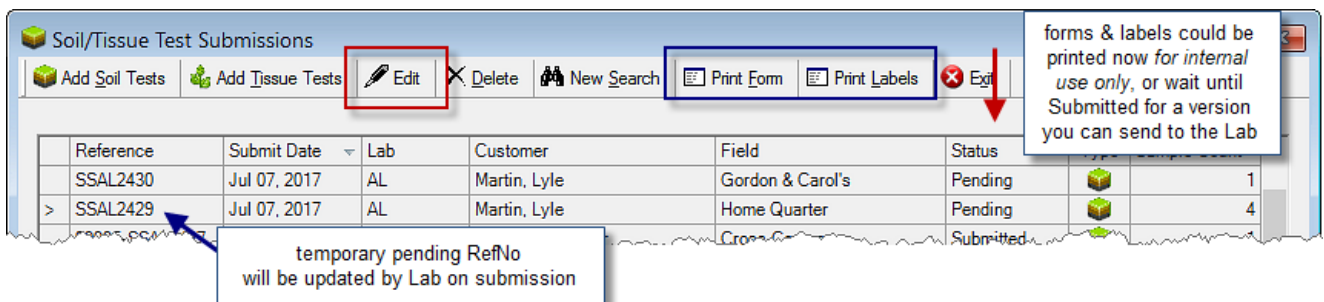 Soil/Tissue Test Submissions
Add Soil Tests Add Tissue Tests Edit Delete New Search Print Form Print Labels Exit
forms & labels could be
printed now for internal
use only, or wait until
Submitted for a version
you can send to the Lab
Reference Submit Date Lab Customer Field Status
SSAL2430 Jul 07, 2017 AL Martin, Lyle Gordon & Carol's Pending 1
> SSAL2429 Jul 07, 2017 AL Martin, Lyle Home Quarter Pending 4
Submitted
temporary pending RefNo
will be updated by Lab on submission